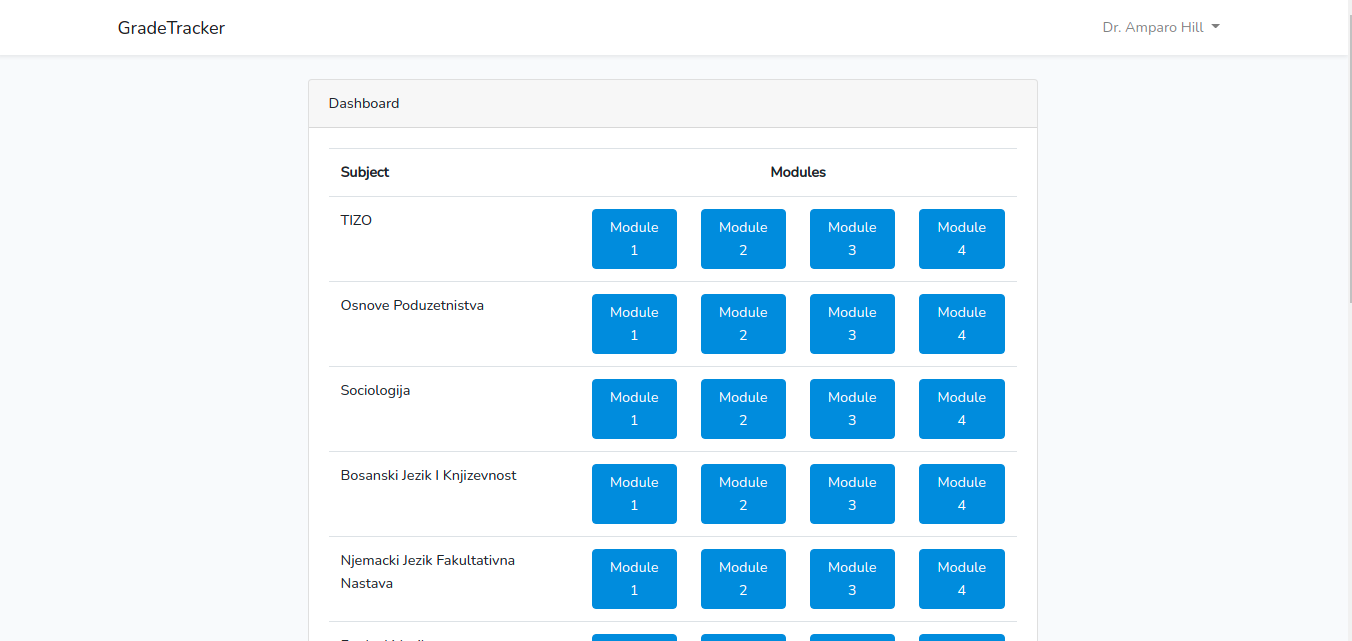 GradeTracker
Dr. Amparo Hill
Dashboard
Subject Modules
TIZO
Module 1
Module 2
Module 3
Module 4
Osnove Poduzetnistva
Module 1
Module 2
Module 3
Module 4
Sociologija
Module 1
Module 2
Module 3
Module 4
Bosanski Jezik I Knjizevnost
Module 1
Module 2
Module 3
Module 4
Njemacki Jezik Fakultativna
Nastava
Module 1
Module 2
Module 3
Module 4